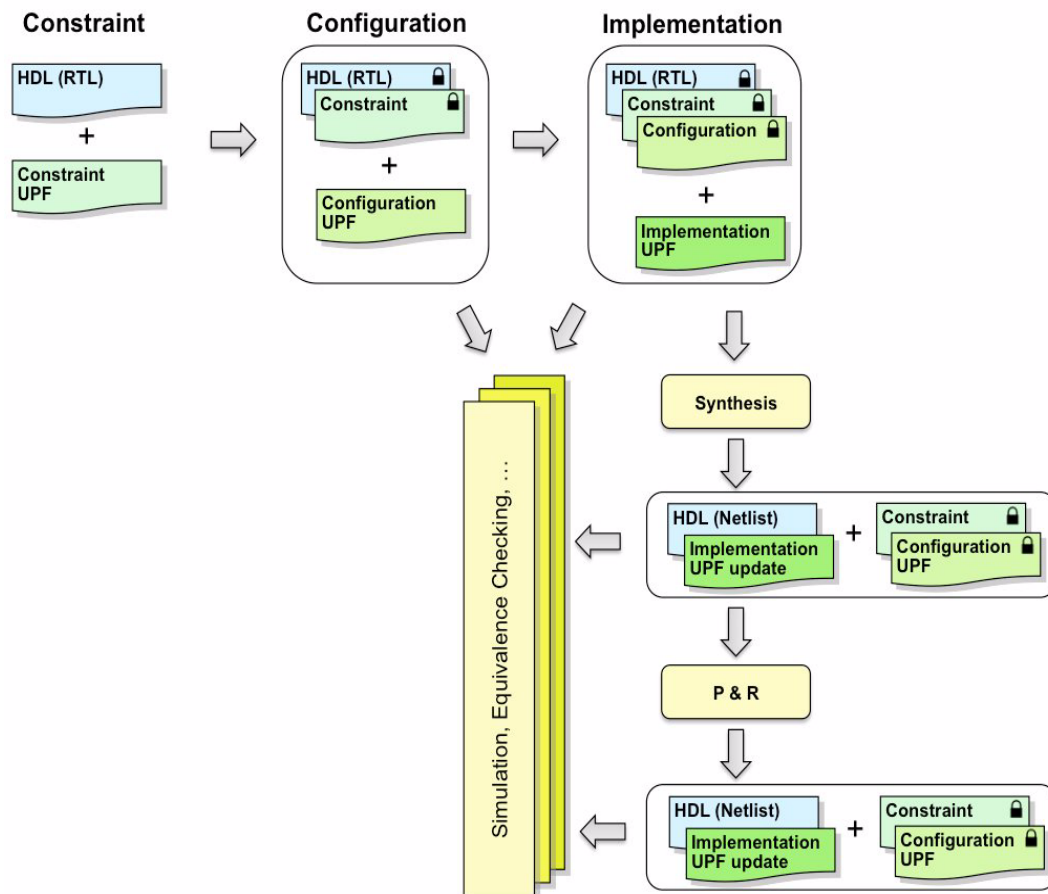 Constraint
Configuration
Implementation
HDL (RTL)
+
Constraint
UPF
HDL (RTL)
Constraint
+
Configuration
UPF
HDL (RTL)
Constraint
Configuration
+
Implementation
UPF
Synthesis
HDL (Netlist)
Implementation
UPF update
+
Constraint
Configuration
UPF
P & R
HDL (Netlist)
Implementation
UPF update
+
Constraint
Configuration
UPF
Simulation, Equivalence Checking, ...